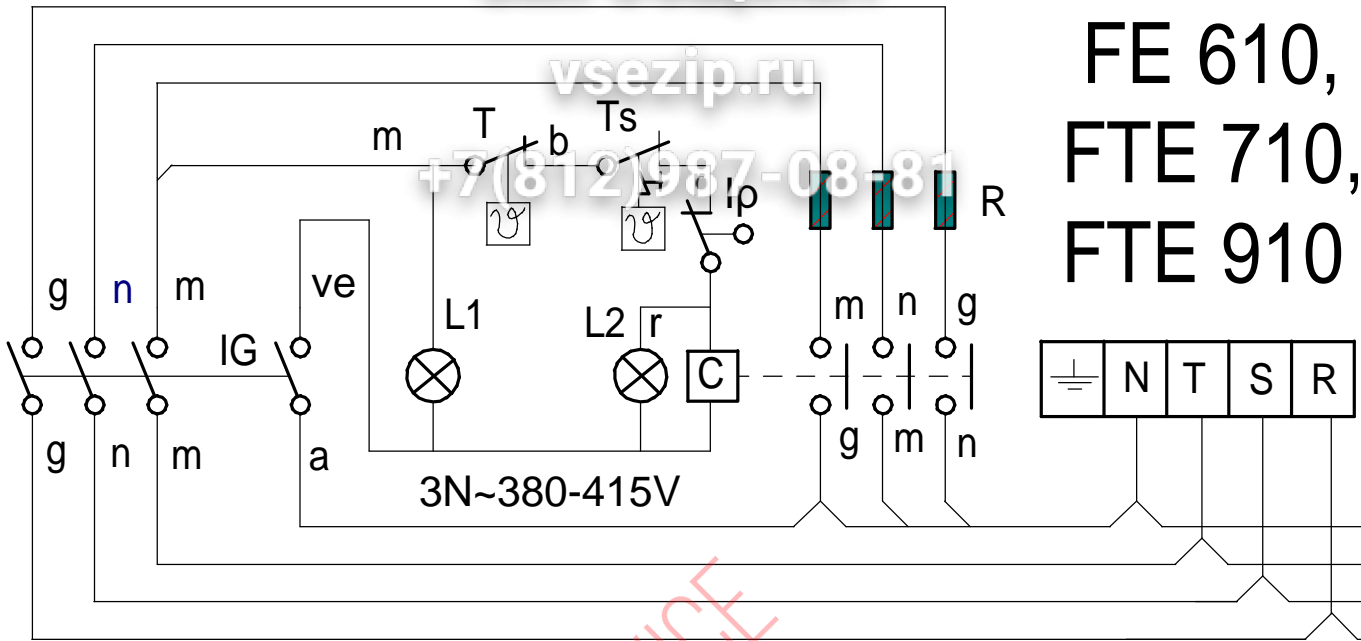 vsezip.ru
+7(812)987-08-81
FE 610,
FTE 710,
FTE 910
m T b Ts
Ip
R
ϑ ϑ
g n m ve
L1 L2 r
m n g
IG
C
N T S R
g n m a
g m n
3N~380-415V
ICE